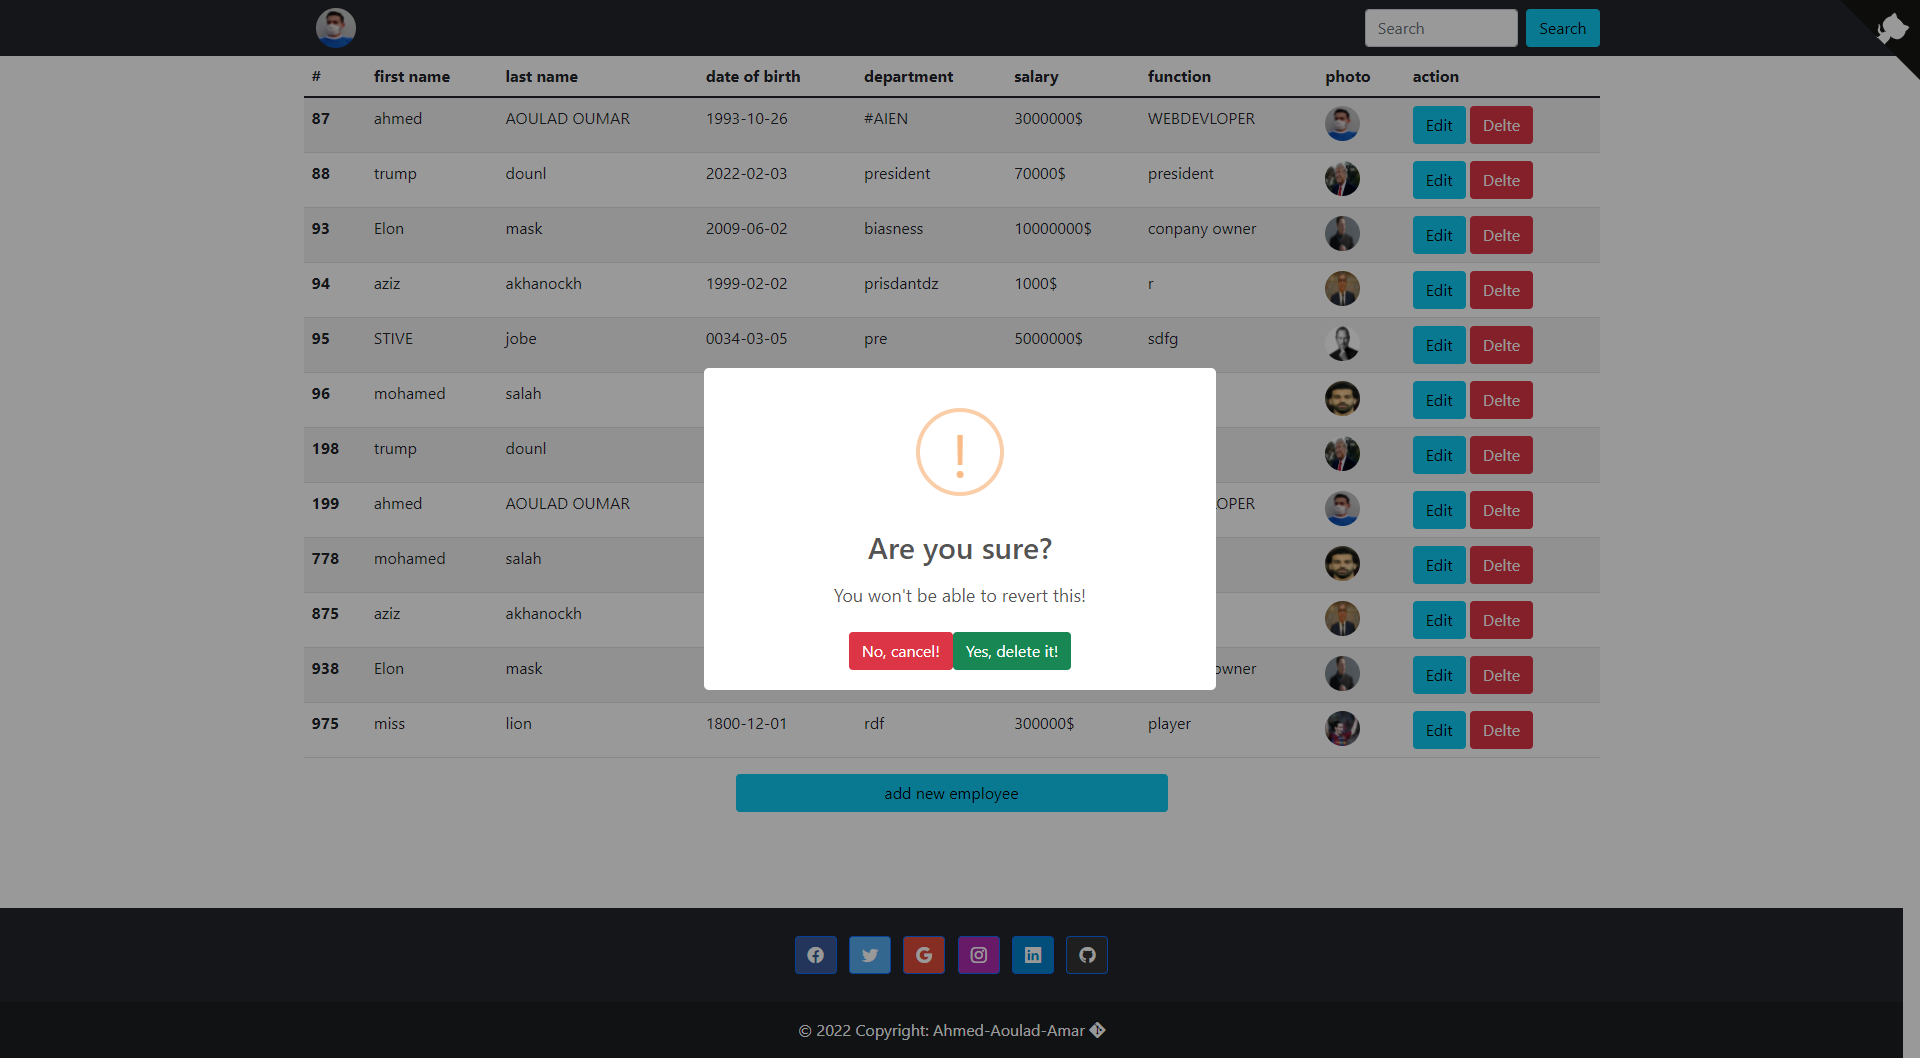 Search Search
# first name last name date of birth department salary function photo action
87 ahmed AOULAD OUMAR 1993-10-26 #AIEN 3000000$ WEBDEVLOPER Edit Delte
88 trump dounl 2022-02-03 president 70000$ president Edit Delte
93 Elon mask 2009-06-02 biasness 10000000$ conpany owner Edit Delte
94 aziz akhanockh 1999-02-02 prisdantdz 1000$ r Edit Delte
95 STIVE jobe 0034-03-05 pre 5000000$ sdfg Edit Delte
96 mohamed salah Edit Delte
198 trump dounl Edit Delte
199 ahmed AOULAD OUMAR OPER Edit Delte
778 mohamed salah Edit Delte
875 aziz akhanockh Edit Delte
938 Elon mask owner Edit Delte
975 miss lion 1800-12-01 rdf 300000$ player Edit Delte
!
Are you sure?
You won't be able to revert this!
No, cancel! Yes, delete it!
add new employee
© 2022 Copyright: Ahmed-Aoulad-Amar